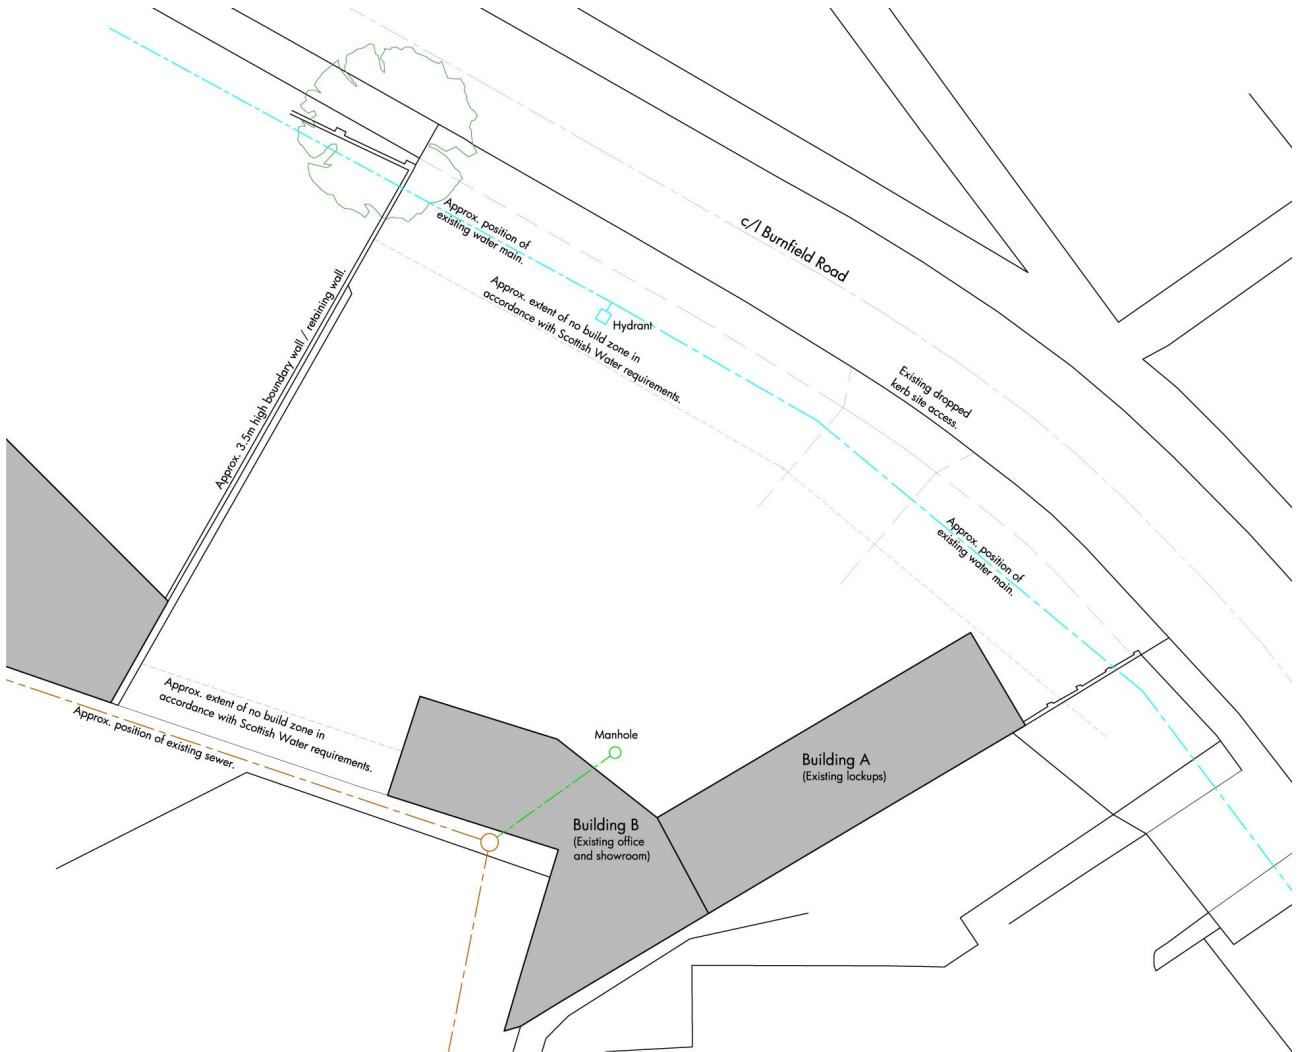 c/l Burnfield Road
Approx. position of
existing water main.
Approx. extent of no build zone in
accordance with Scottish Water requirements.
Hydrant
Approx. 3.5m high boundary wall / retaining wall.
Existing dropped
kerb site access.
Approx. position of
existing water main.
Approx. extent of no build zone in
accordance with Scottish Water requirements.
Approx. position of existing sewer.
Manhole
Building A
(Existing lockups)
Building B
(Existing office
and showroom)